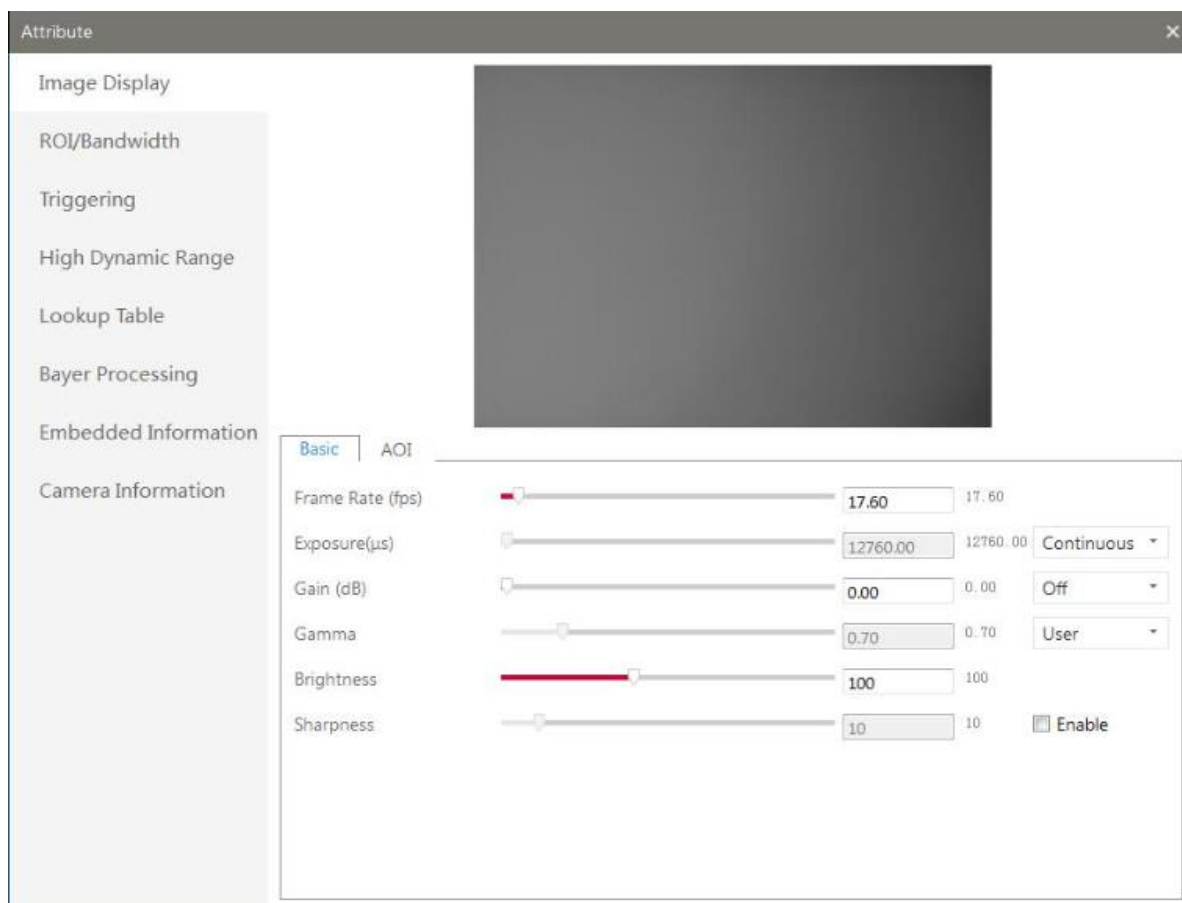 Attribute
Image Display
ROI/Bandwidth
Triggering
High Dynamic Range
Lookup Table
Bayer Processing
Embedded Information
Camera Information
Basic AOI
Frame Rate (fps) 17.60 17.60
Exposure(μs) 12760.00 12760.00 Continuous
Gain (dB) 0.00 0.00 Off
Gamma 0.70 0.70 User
Brightness 100 100
Sharpness 10 10 Enable